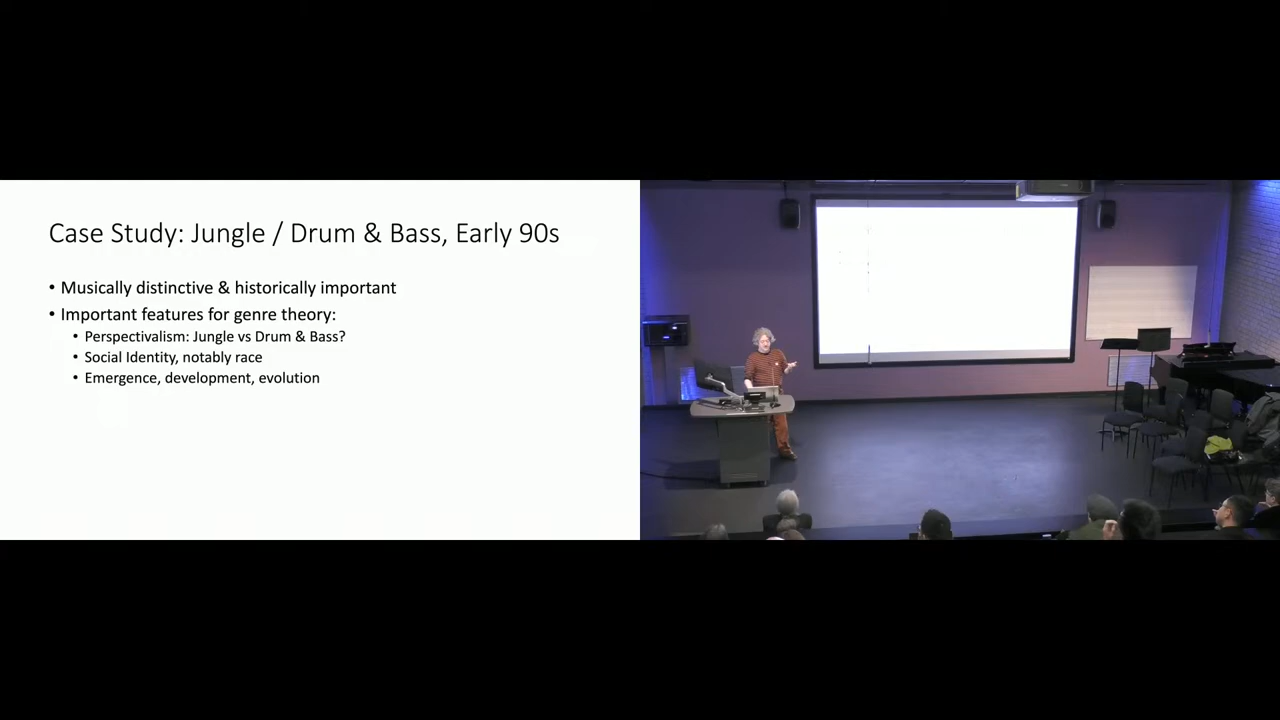 Case Study: Jungle / Drum & Bass, Early 90s
• Musically distinctive & historically important
• Important features for genre theory:
• Perspectivalism: Jungle vs Drum & Bass?
• Social Identity, notably race
• Emergence, development, evolution